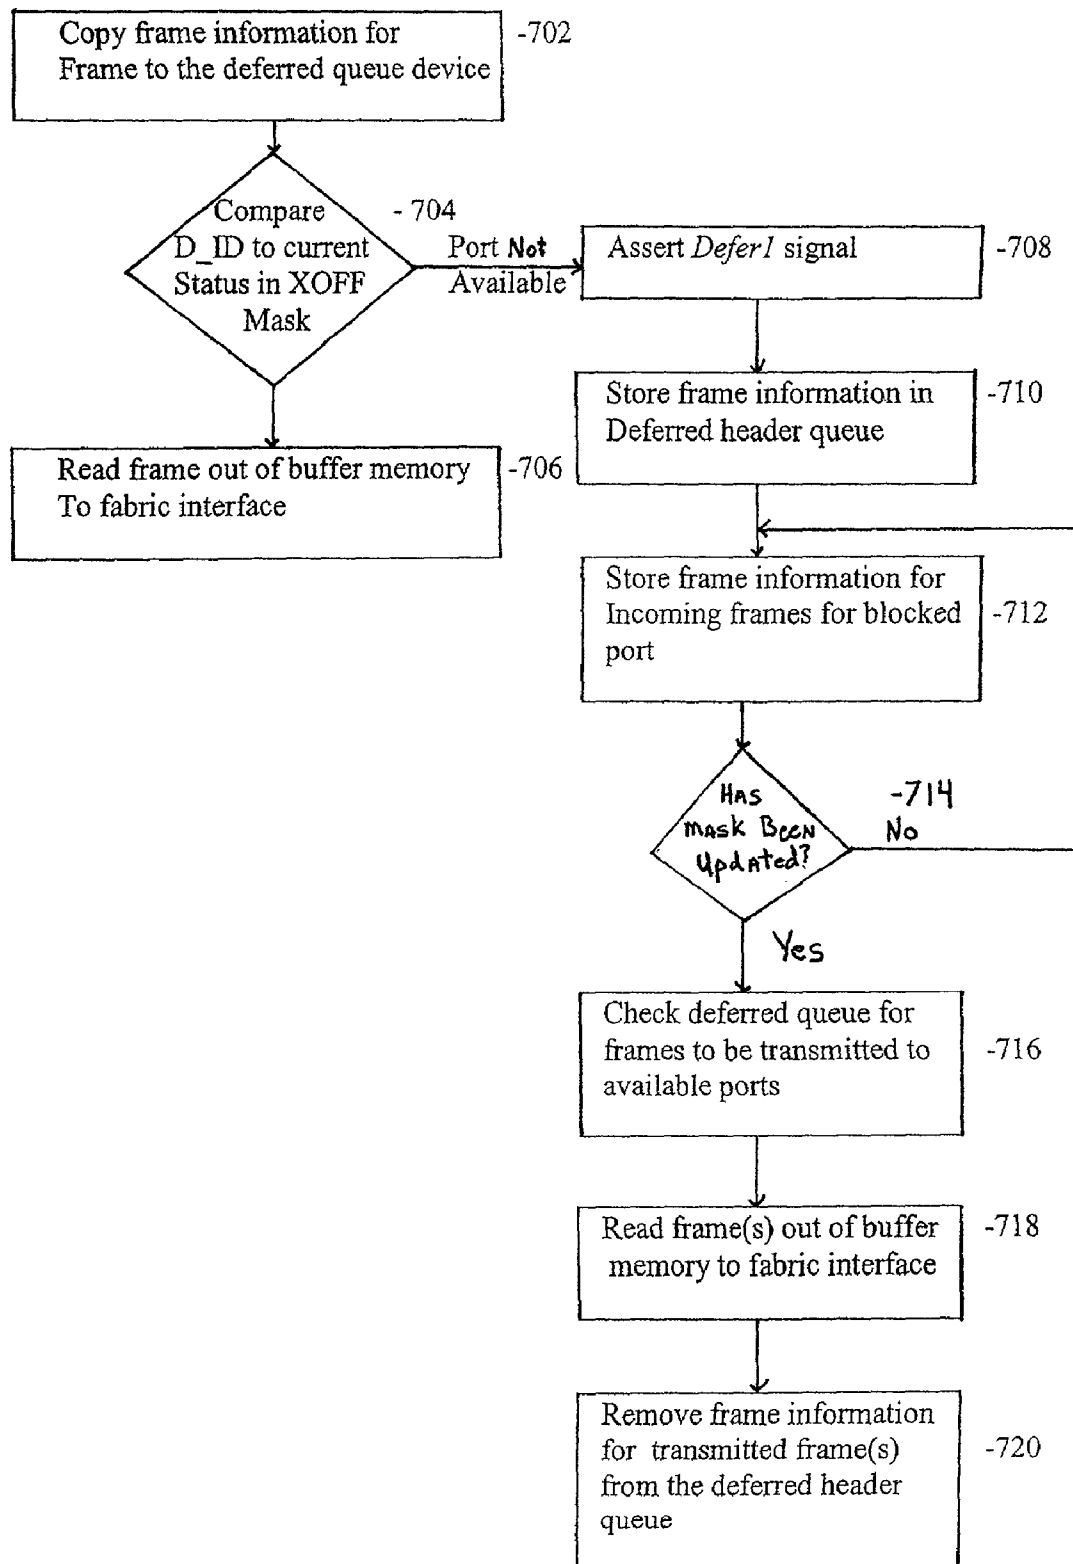 Copy frame information for
Frame to the deferred queue device
-702
Compare
D_ID to current
Status in XOFF
Mask
- 704
Port Not
Available
Assert Defer1 signal
-708
Store frame information in
Deferred header queue
-710
Read frame out of buffer memory
To fabric interface
-706
Store frame information for
Incoming frames for blocked
port
-712
Has
mask Been
Updated?
-714
No
Yes
Check deferred queue for
frames to be transmitted to
available ports
-716
Read frame(s) out of buffer
memory to fabric interface
-718
Remove frame information
for transmitted frame(s)
from the deferred header
queue
-720